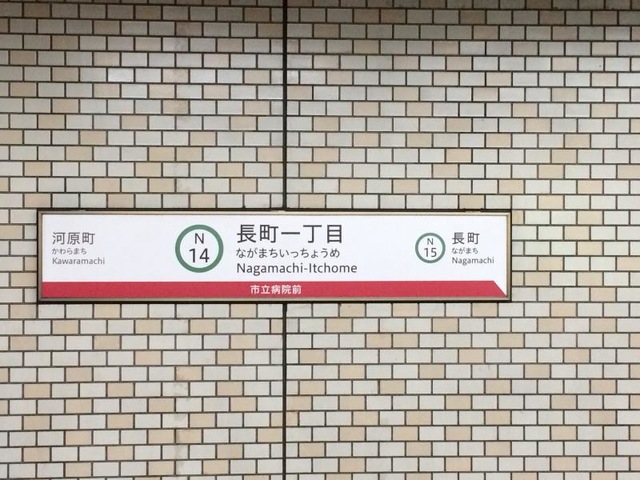 河原町
かわらまち
Kawaramachi
N
14
長町一丁目
ながまちいっちょうめ
Nagamachi-Itchome
N
15
長町
ながまち
Nagamachi
市立病院前